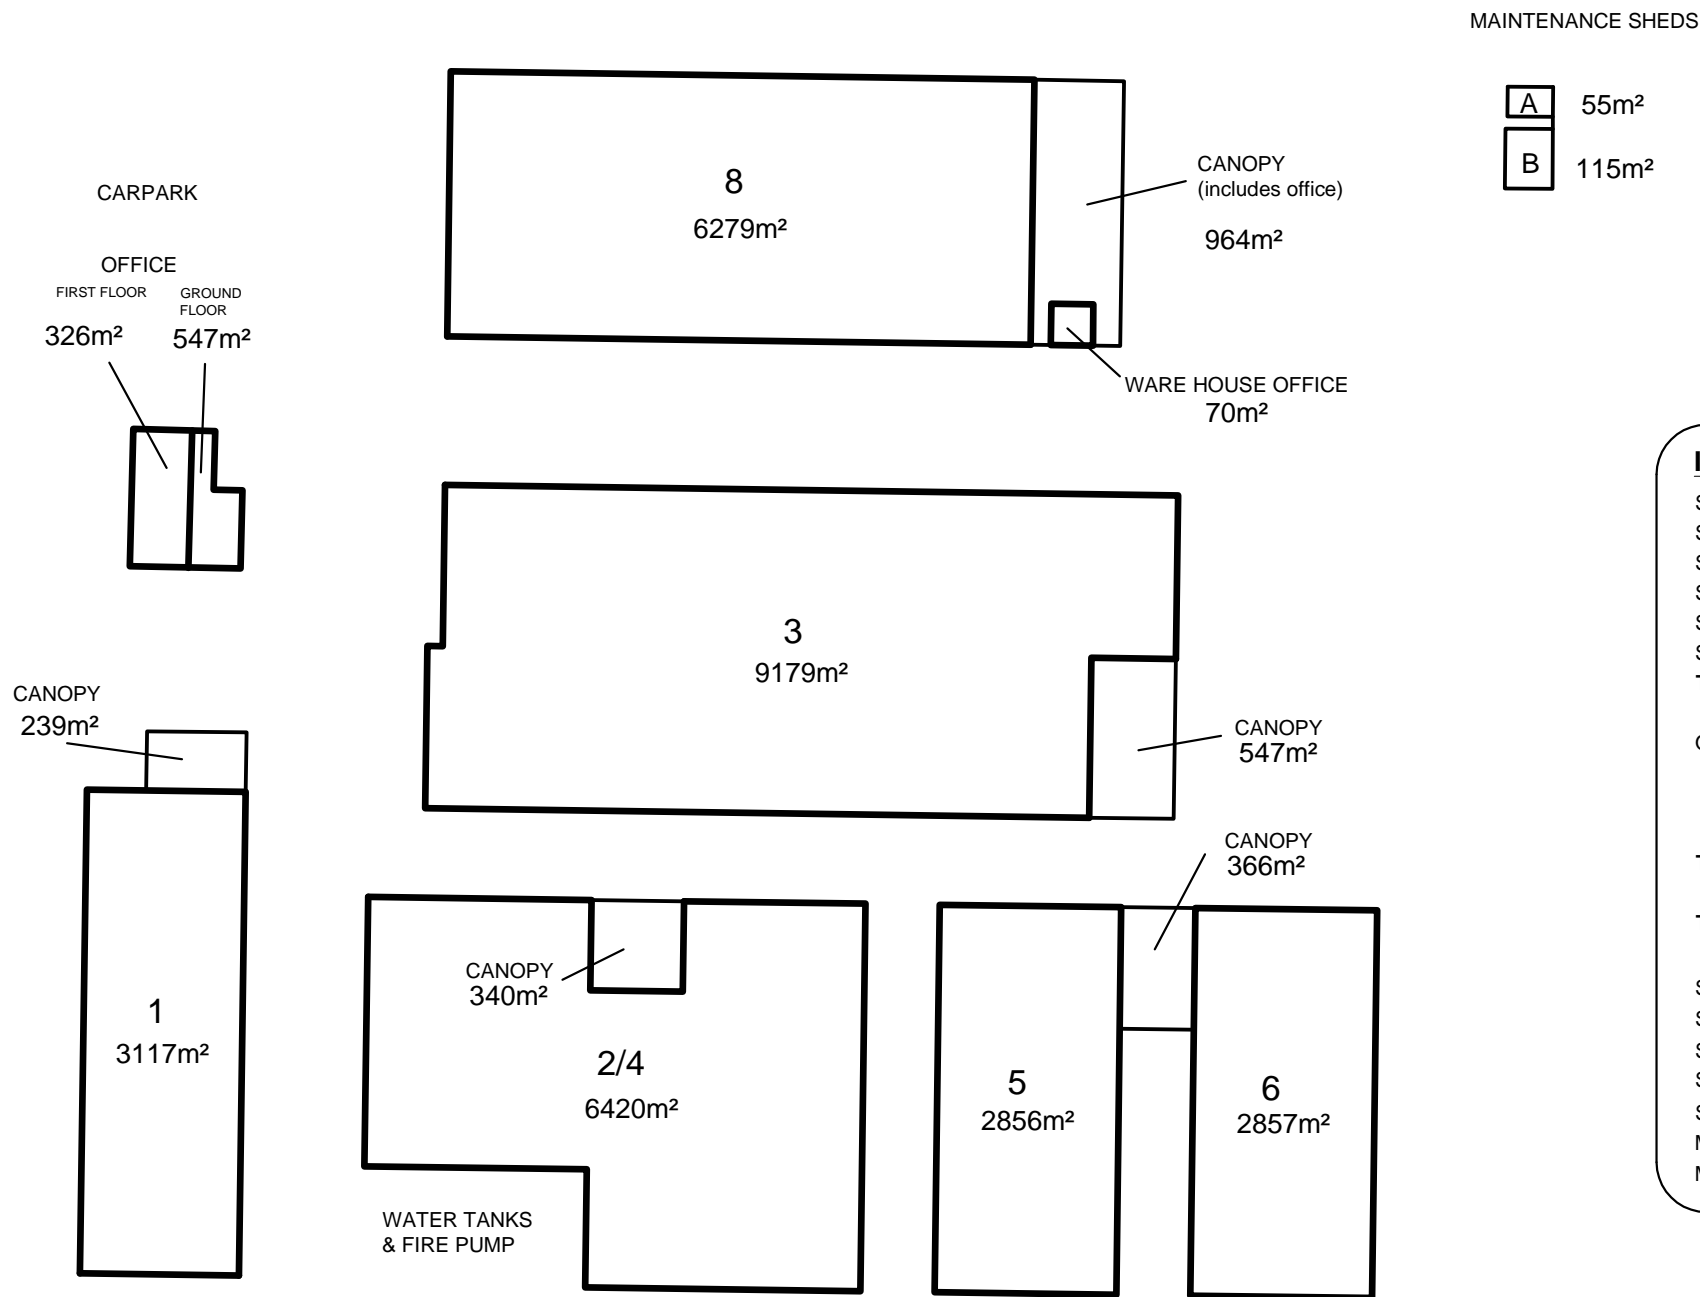 MAINTENANCE SHEDS
A 55m²
B 115m²
8
6279m²
CANOPY
(includes office)
964m²
WARE HOUSE OFFICE
70m²
CARPARK
OFFICE
FIRST FLOOR
326m²
GROUND
FLOOR
547m²
3
9179m²
CANOPY
547m²
CANOPY
239m²
1
3117m²
CANOPY
340m²
2/4
6420m²
WATER TANKS
& FIRE PUMP
CANOPY
366m²
5
2856m²
6
2857m²